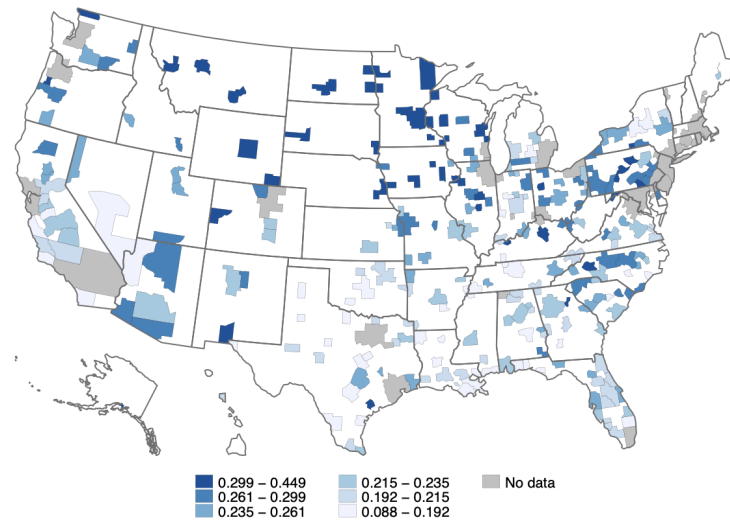 0.299 – 0.449 0.215 – 0.235 No data
0.261 – 0.299 0.192 – 0.215
0.235 – 0.261 0.088 – 0.192